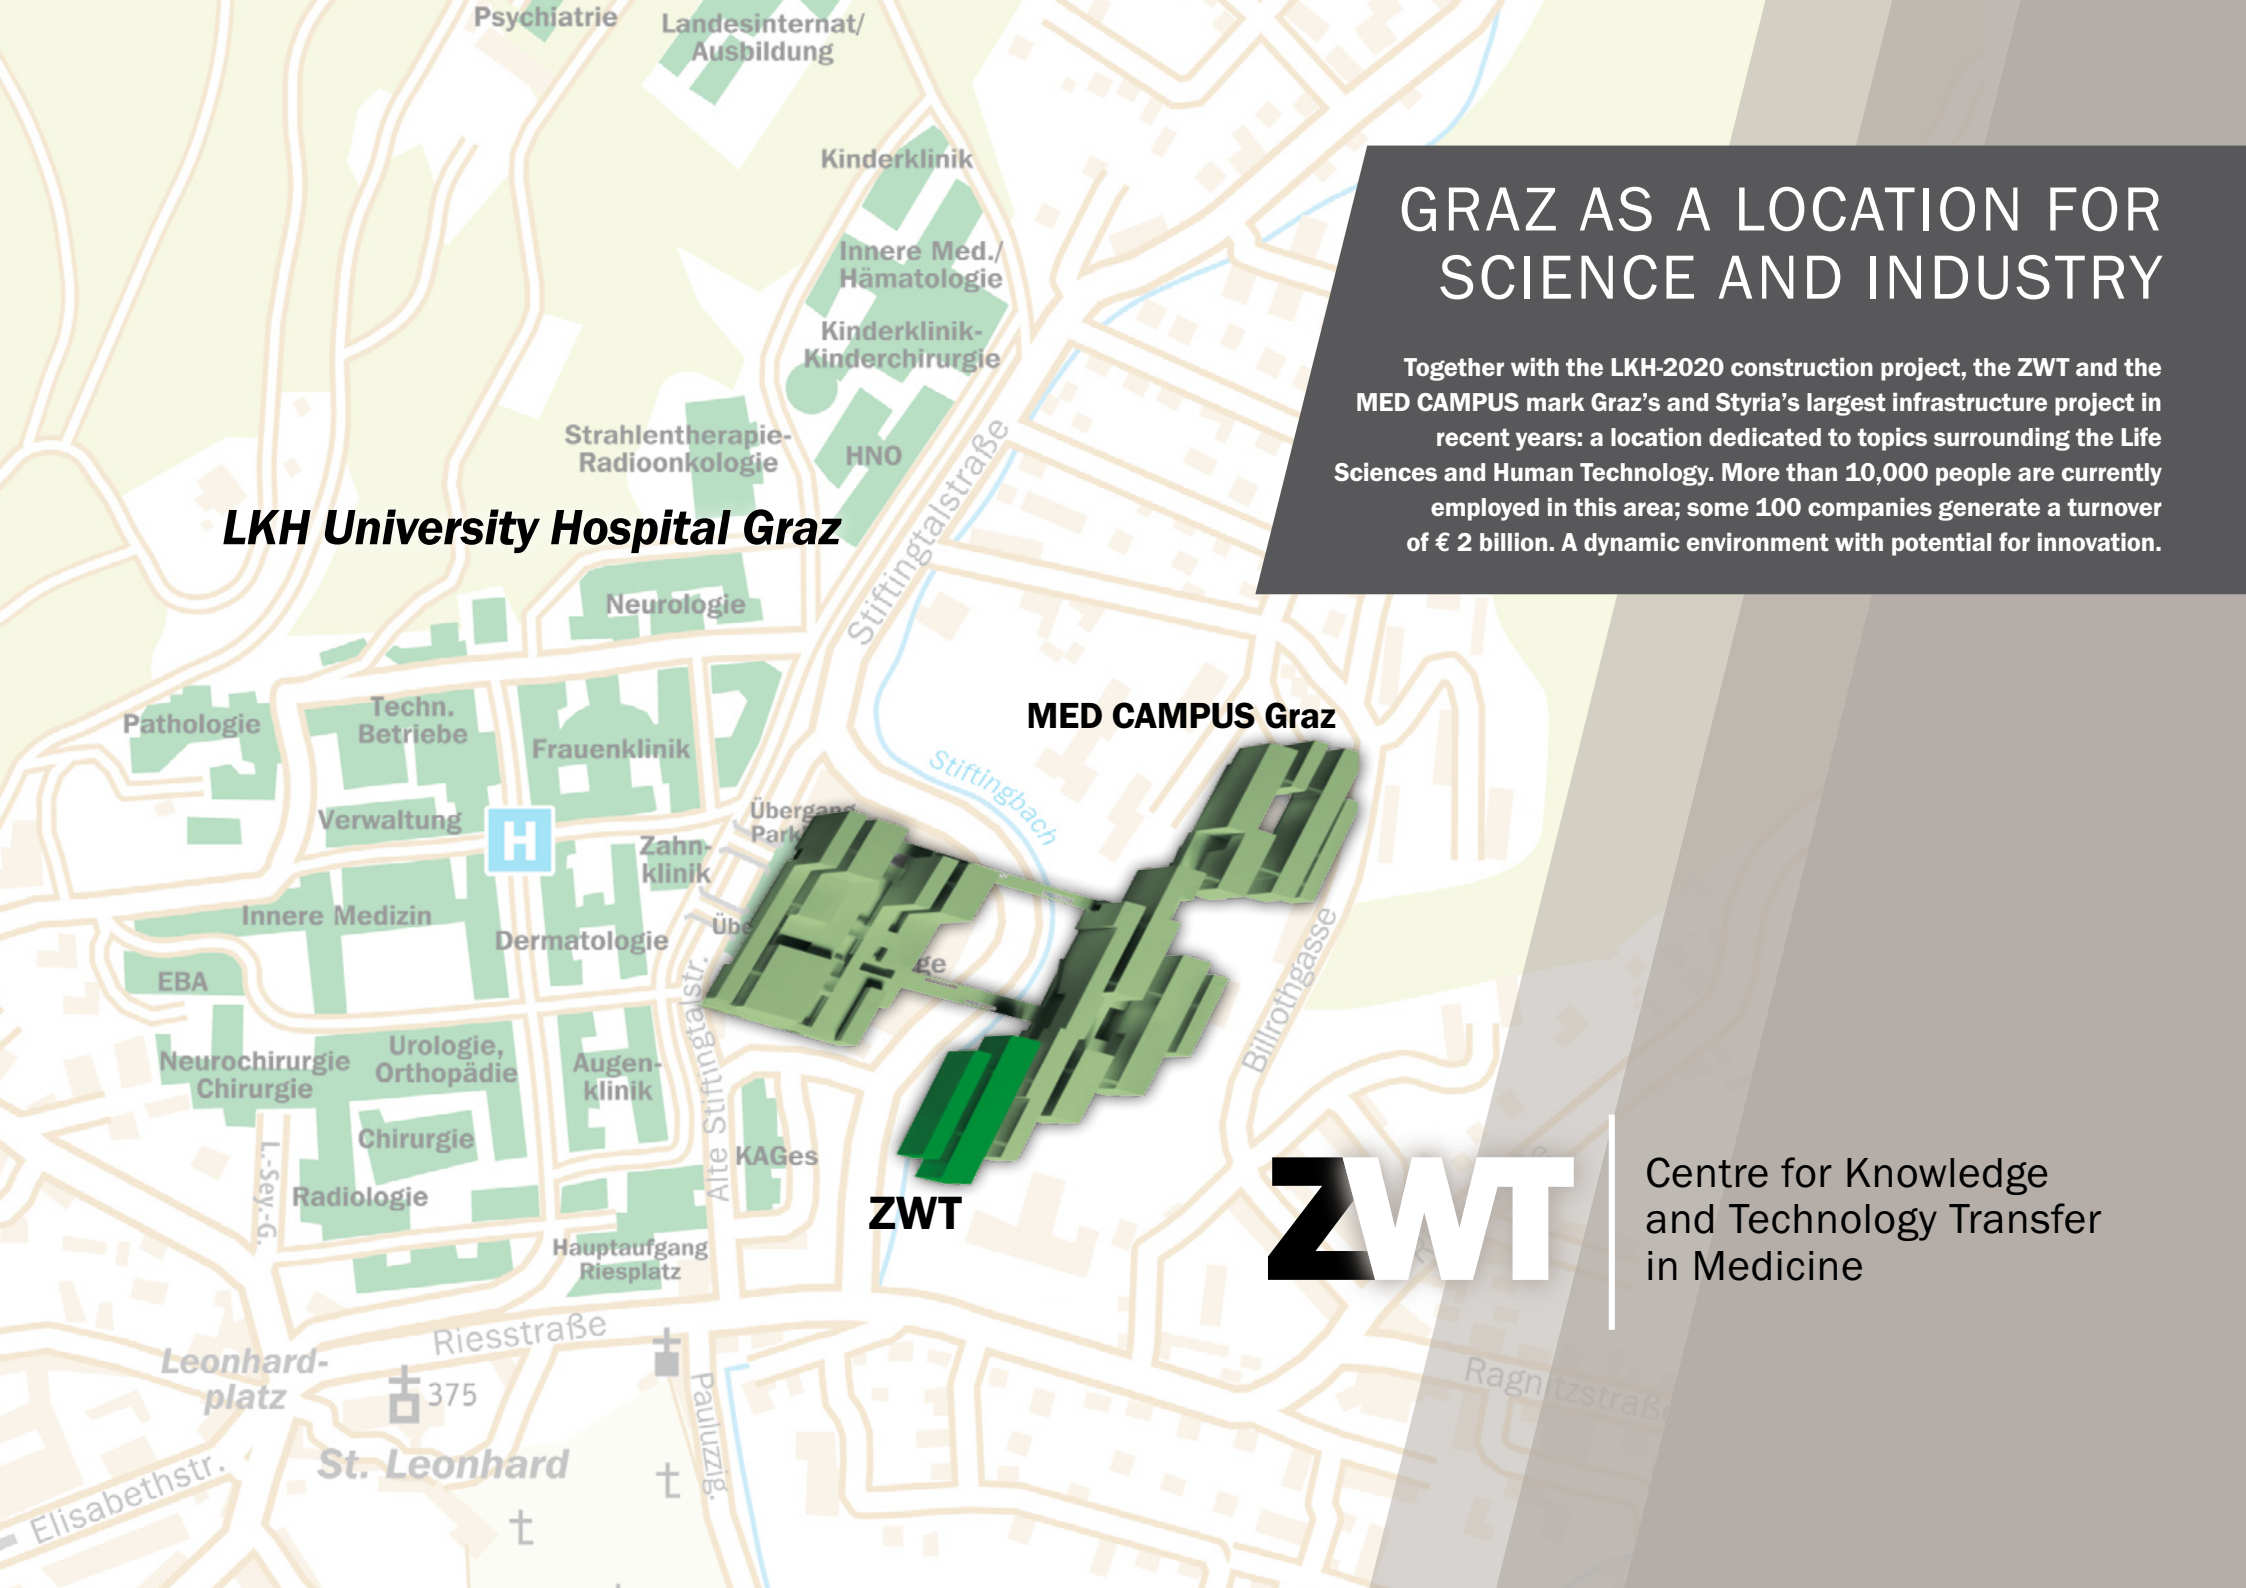 Psychiatrie
Landesinternat/
Ausbildung
Kinderklinik
Innere Med./
Hämatologie
Kinderklinik-
Kinderchirurgie
Strahlentherapie-
Radioonkologie
HNO
Stiftingtalstraße
LKH University Hospital Graz
GRAZ AS A LOCATION FOR
SCIENCE AND INDUSTRY
Together with the LKH-2020 construction project, the ZWT and the
MED CAMPUS mark Graz’s and Styria’s largest infrastructure project in
recent years: a location dedicated to topics surrounding the Life
Sciences and Human Technology. More than 10,000 people are currently
employed in this area; some 100 companies generate a turnover
of € 2 billion. A dynamic environment with potential for innovation.
Neurologie
Pathologie
Techn.
Betriebe
Frauenklinik
MED CAMPUS Graz
Stiftingbach
Verwaltung
H
Zahn-
klinik
Innere Medizin
Dermatologie
EBA
Billrothgasse
Neurochirurgie
Chirurgie
Urologie,
Orthopädie
Augen-
klinik
Alte Stiftingtalstr.
Chirurgie
KAGes
L.-Sey.-G.
Radiologie
ZWT
Hauptaufgang
Riesplatz
ZWT
Centre for Knowledge
and Technology Transfer
in Medicine
Riesstraße
Leonhard-
platz
375
Pauluzzig.
Ragnitzstraße
St. Leonhard
Elisabethstr.